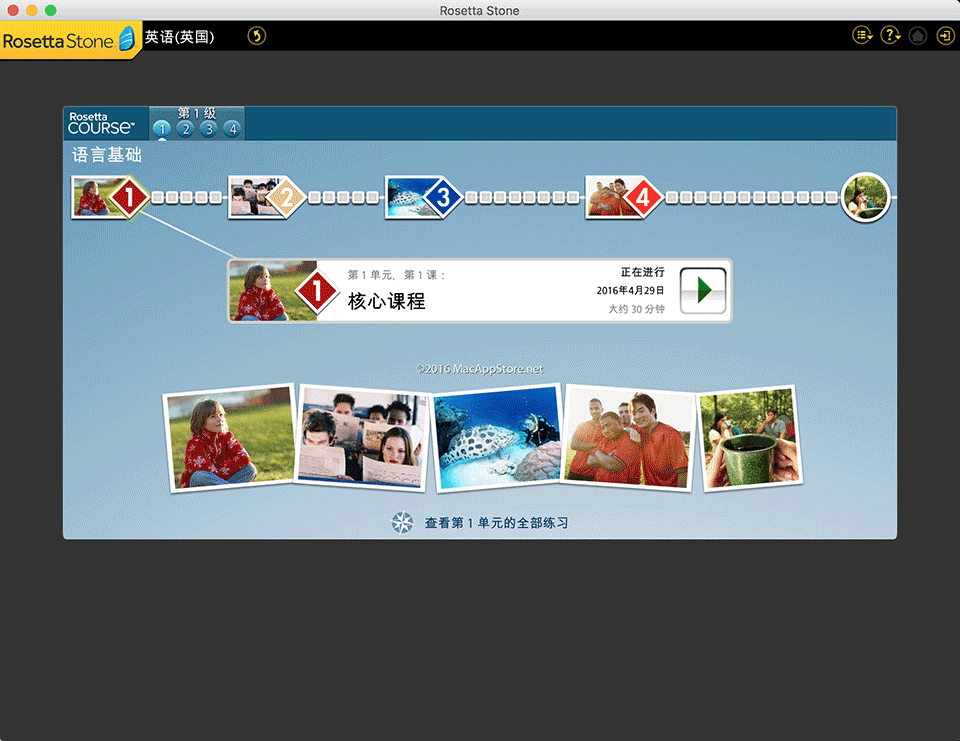 Rosetta Stone
RosettaStone
英语(英国)
?
Rosetta
COURSE™
第 1 级
1 2 3 4
语言基础
1
2
3
4
第 1 单元，第 1 课：
核心课程
1
正在进行
2016年4月29日
大约 30 分钟
©2016 MacAppStore.net
查看第 1 单元的全部练习